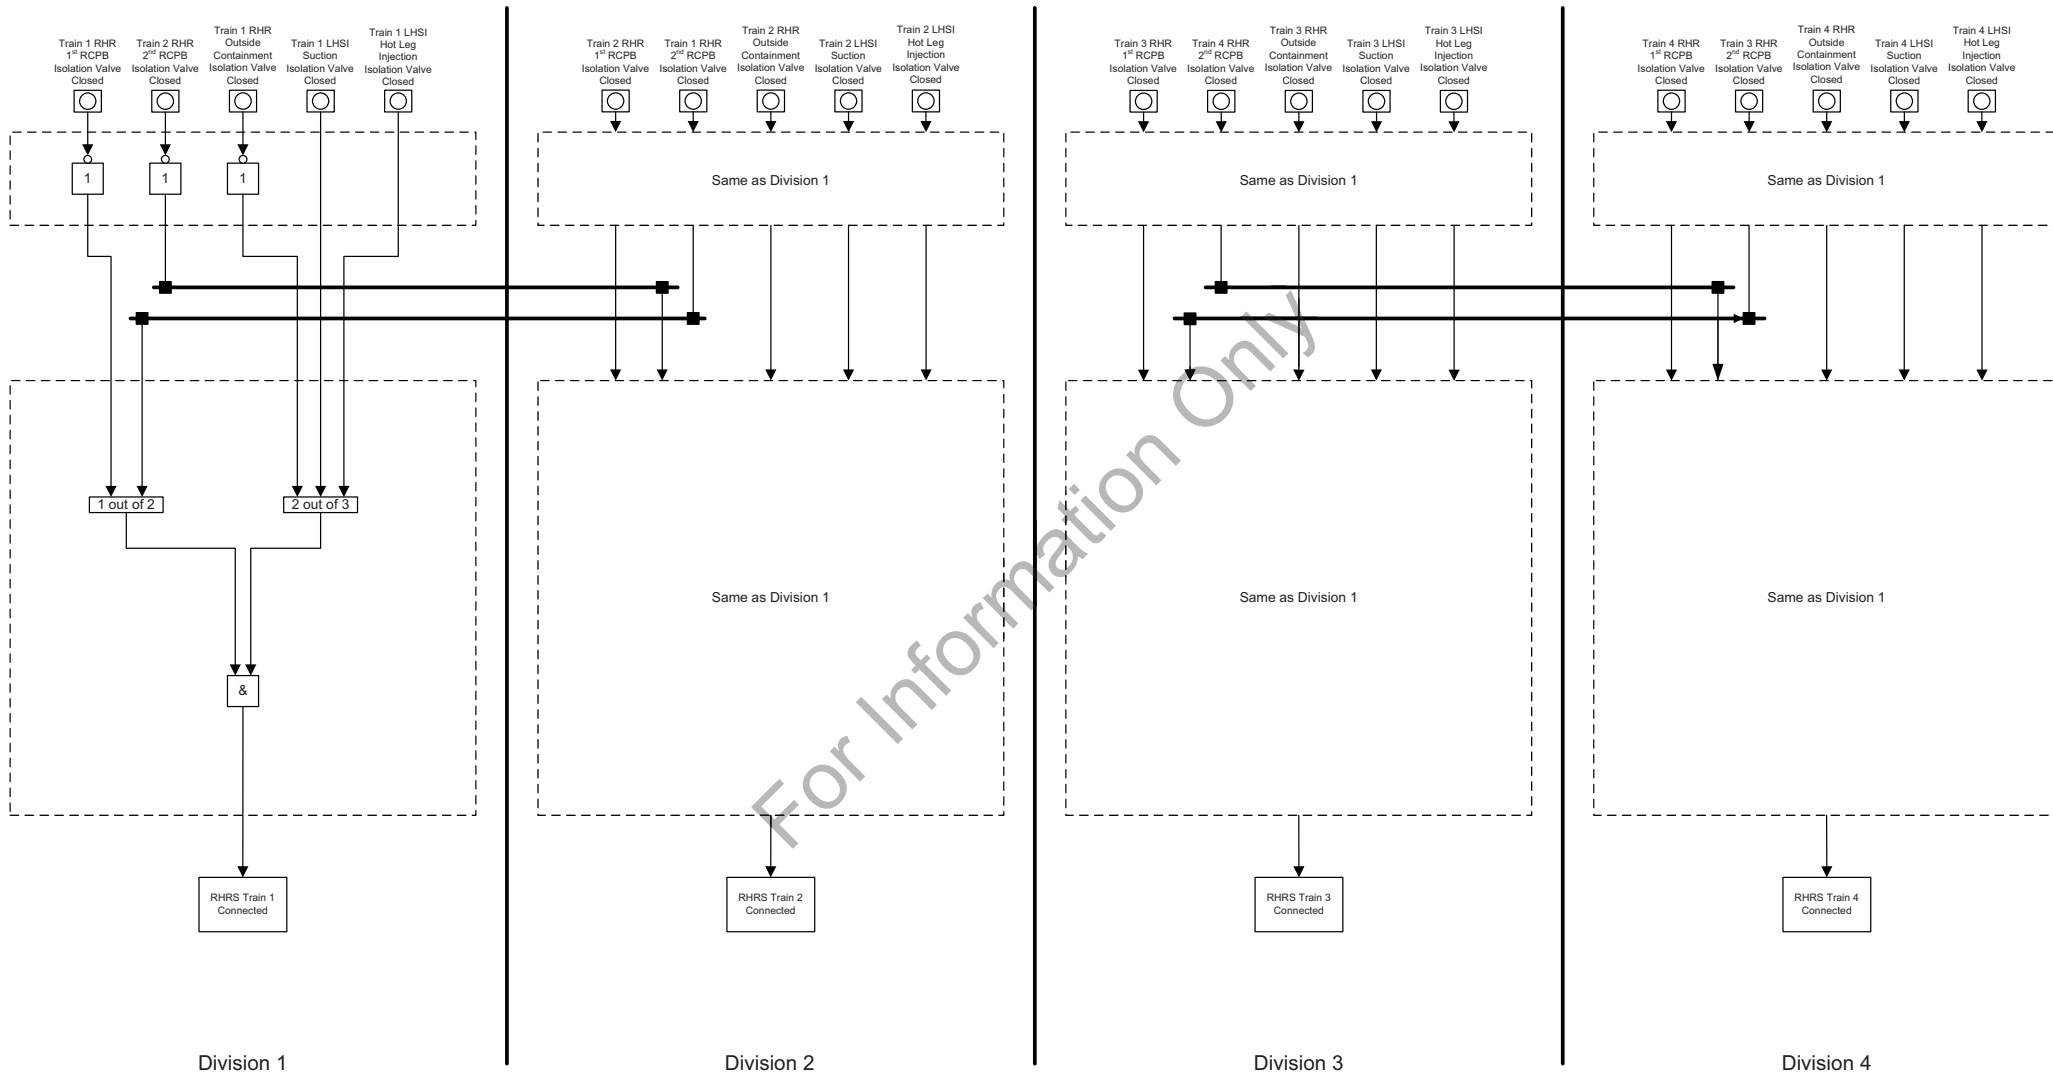 Train 1 RHR
1st RCPB
Isolation Valve
Closed
Train 2 RHR
2nd RCPB
Isolation Valve
Closed
Train 1 RHR
Outside
Containment
Isolation Valve
Closed
Train 1 LHSI
Suction
Isolation Valve
Closed
Train 1 LHSI
Hot Leg
Injection
Isolation Valve
Closed
Train 2 RHR
1st RCPB
Isolation Valve
Closed
Train 1 RHR
2nd RCPB
Isolation Valve
Closed
Train 2 RHR
Outside
Containment
Isolation Valve
Closed
Train 2 LHSI
Suction
Isolation Valve
Closed
Train 2 LHSI
Hot Leg
Injection
Isolation Valve
Closed
Train 3 RHR
1st RCPB
Isolation Valve
Closed
Train 4 RHR
2nd RCPB
Isolation Valve
Closed
Train 3 RHR
Outside
Containment
Isolation Valve
Closed
Train 3 LHSI
Suction
Isolation Valve
Closed
Train 3 LHSI
Hot Leg
Injection
Isolation Valve
Closed
Train 4 RHR
1st RCPB
Isolation Valve
Closed
Train 3 RHR
2nd RCPB
Isolation Valve
Closed
Train 4 RHR
Outside
Containment
Isolation Valve
Closed
Train 4 LHSI
Suction
Isolation Valve
Closed
Train 4 LHSI
Hot Leg
Injection
Isolation Valve
Closed
1
1
1
Same as Division 1
Same as Division 1
Same as Division 1
1 out of 2
2 out of 3
&
Same as Division 1
Same as Division 1
Same as Division 1
For Information Only
RHRS Train 1
Connected
RHRS Train 2
Connected
RHRS Train 3
Connected
RHRS Train 4
Connected
Division 1
Division 2
Division 3
Division 4